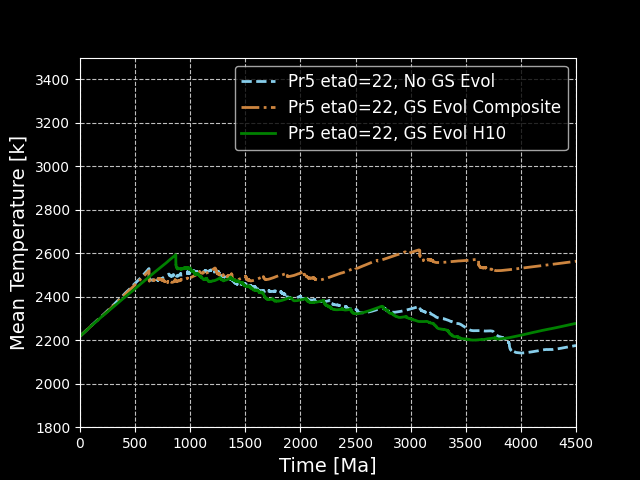 Pr5 eta0=22, No GS Evol
Pr5 eta0=22, GS Evol Composite
Pr5 eta0=22, GS Evol H10
Mean Temperature [k]
3400
3200
3000
2800
2600
2400
2200
2000
1800
0 500 1000 1500 2000 2500 3000 3500 4000 4500
Time [Ma]